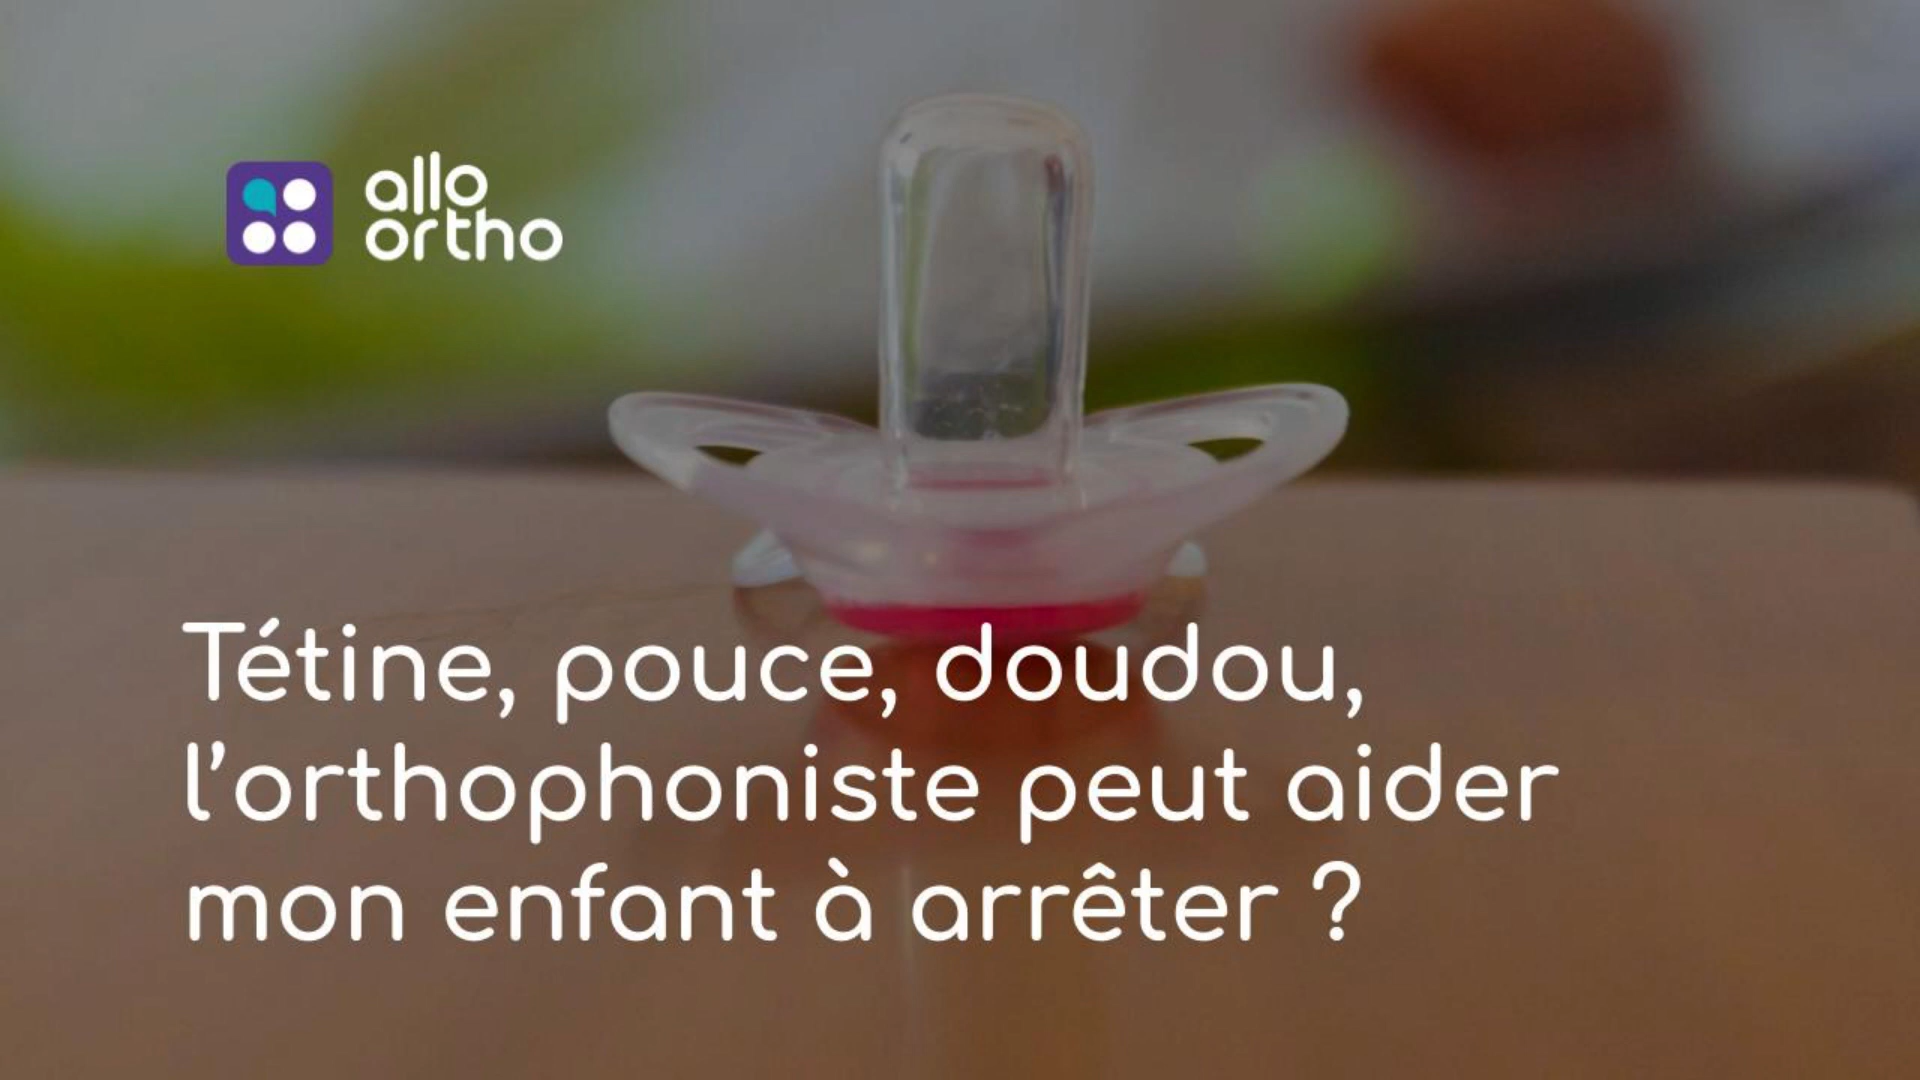 allo
ortho
Tétine, pouce, doudou,
l’orthophoniste peut aider
mon enfant à arrêter ?